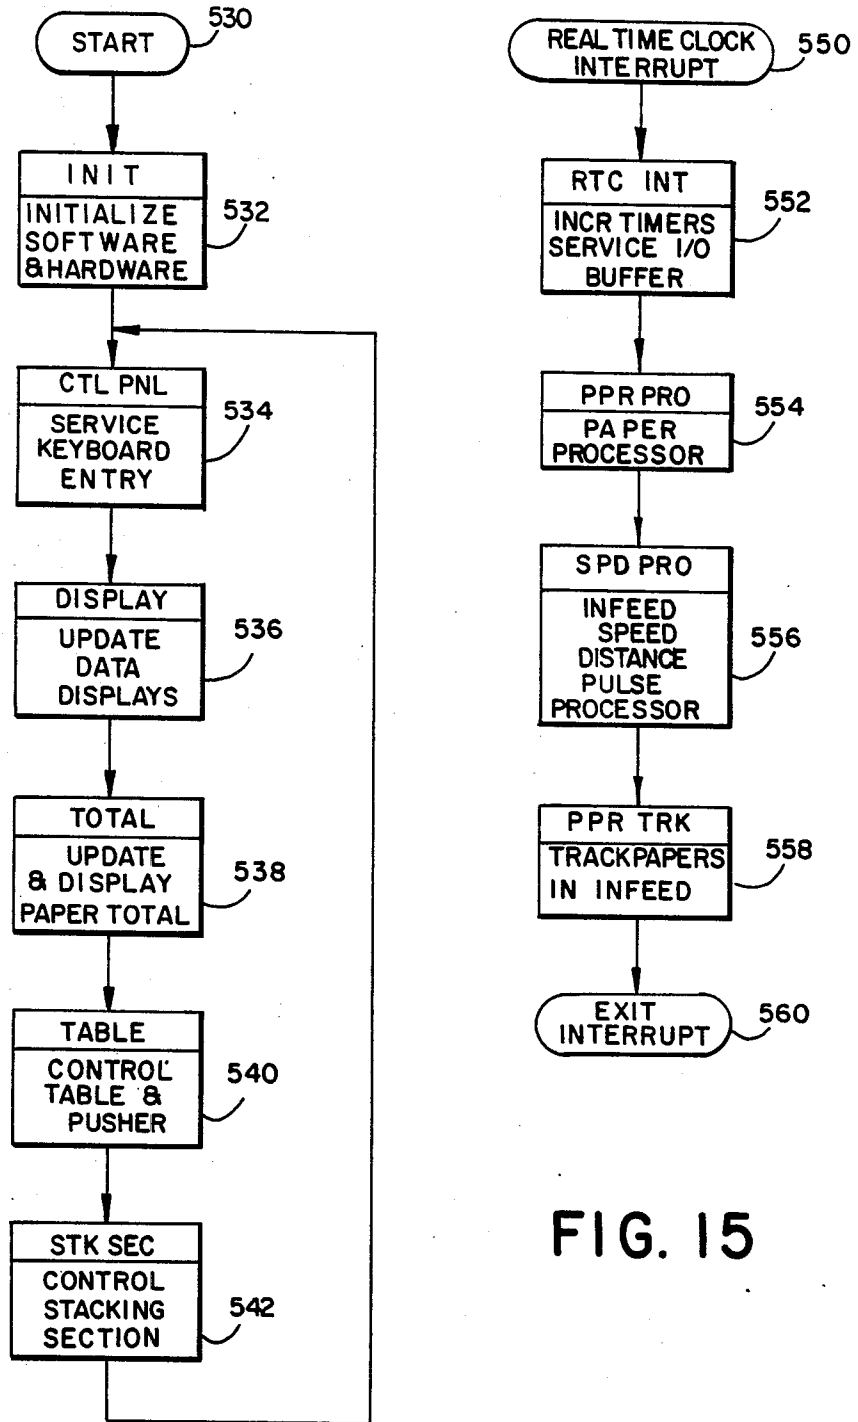 START
530
INIT
INITIALIZE
SOFTWARE
& HARDWARE
532
CTL PNL
SERVICE
KEYBOARD
ENTRY
534
DISPLAY
UPDATE
DATA
DISPLAYS
536
TOTAL
UPDATE
& DISPLAY
PAPER TOTAL
538
TABLE
CONTROL
TABLE &
PUSHER
540
STK SEC
CONTROL
STACKING
SECTION
542
REAL TIME CLOCK
INTERRUPT
550
RTC INT
INCR TIMERS
SERVICE I/O
BUFFER
552
PPR PRO
PAPER
PROCESSOR
554
SPD PRO
INFEED
SPEED
DISTANCE
PULSE
PROCESSOR
556
PPR TRK
TRACK PAPERS
IN INFEED
558
EXIT
INTERRUPT
560
FIG. 15